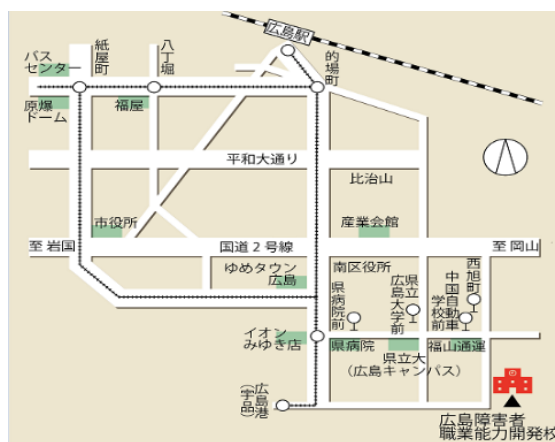 広島駅
バス
センター
紙屋町
八丁堀
的場町
原爆
ドーム
福屋
平和大通り
比治山
市役所
産業会館
至岩国
国道2号線
至岡山
ゆめタウン
広島
南区役所
県病院前
県立
広島大学前
中国自動車
学校前
西旭町
イオン
みゆき店
県病院
県立大
(広島キャンパス)
福山通運
広島港
(宇品)
広島障害者
職業能力開発校